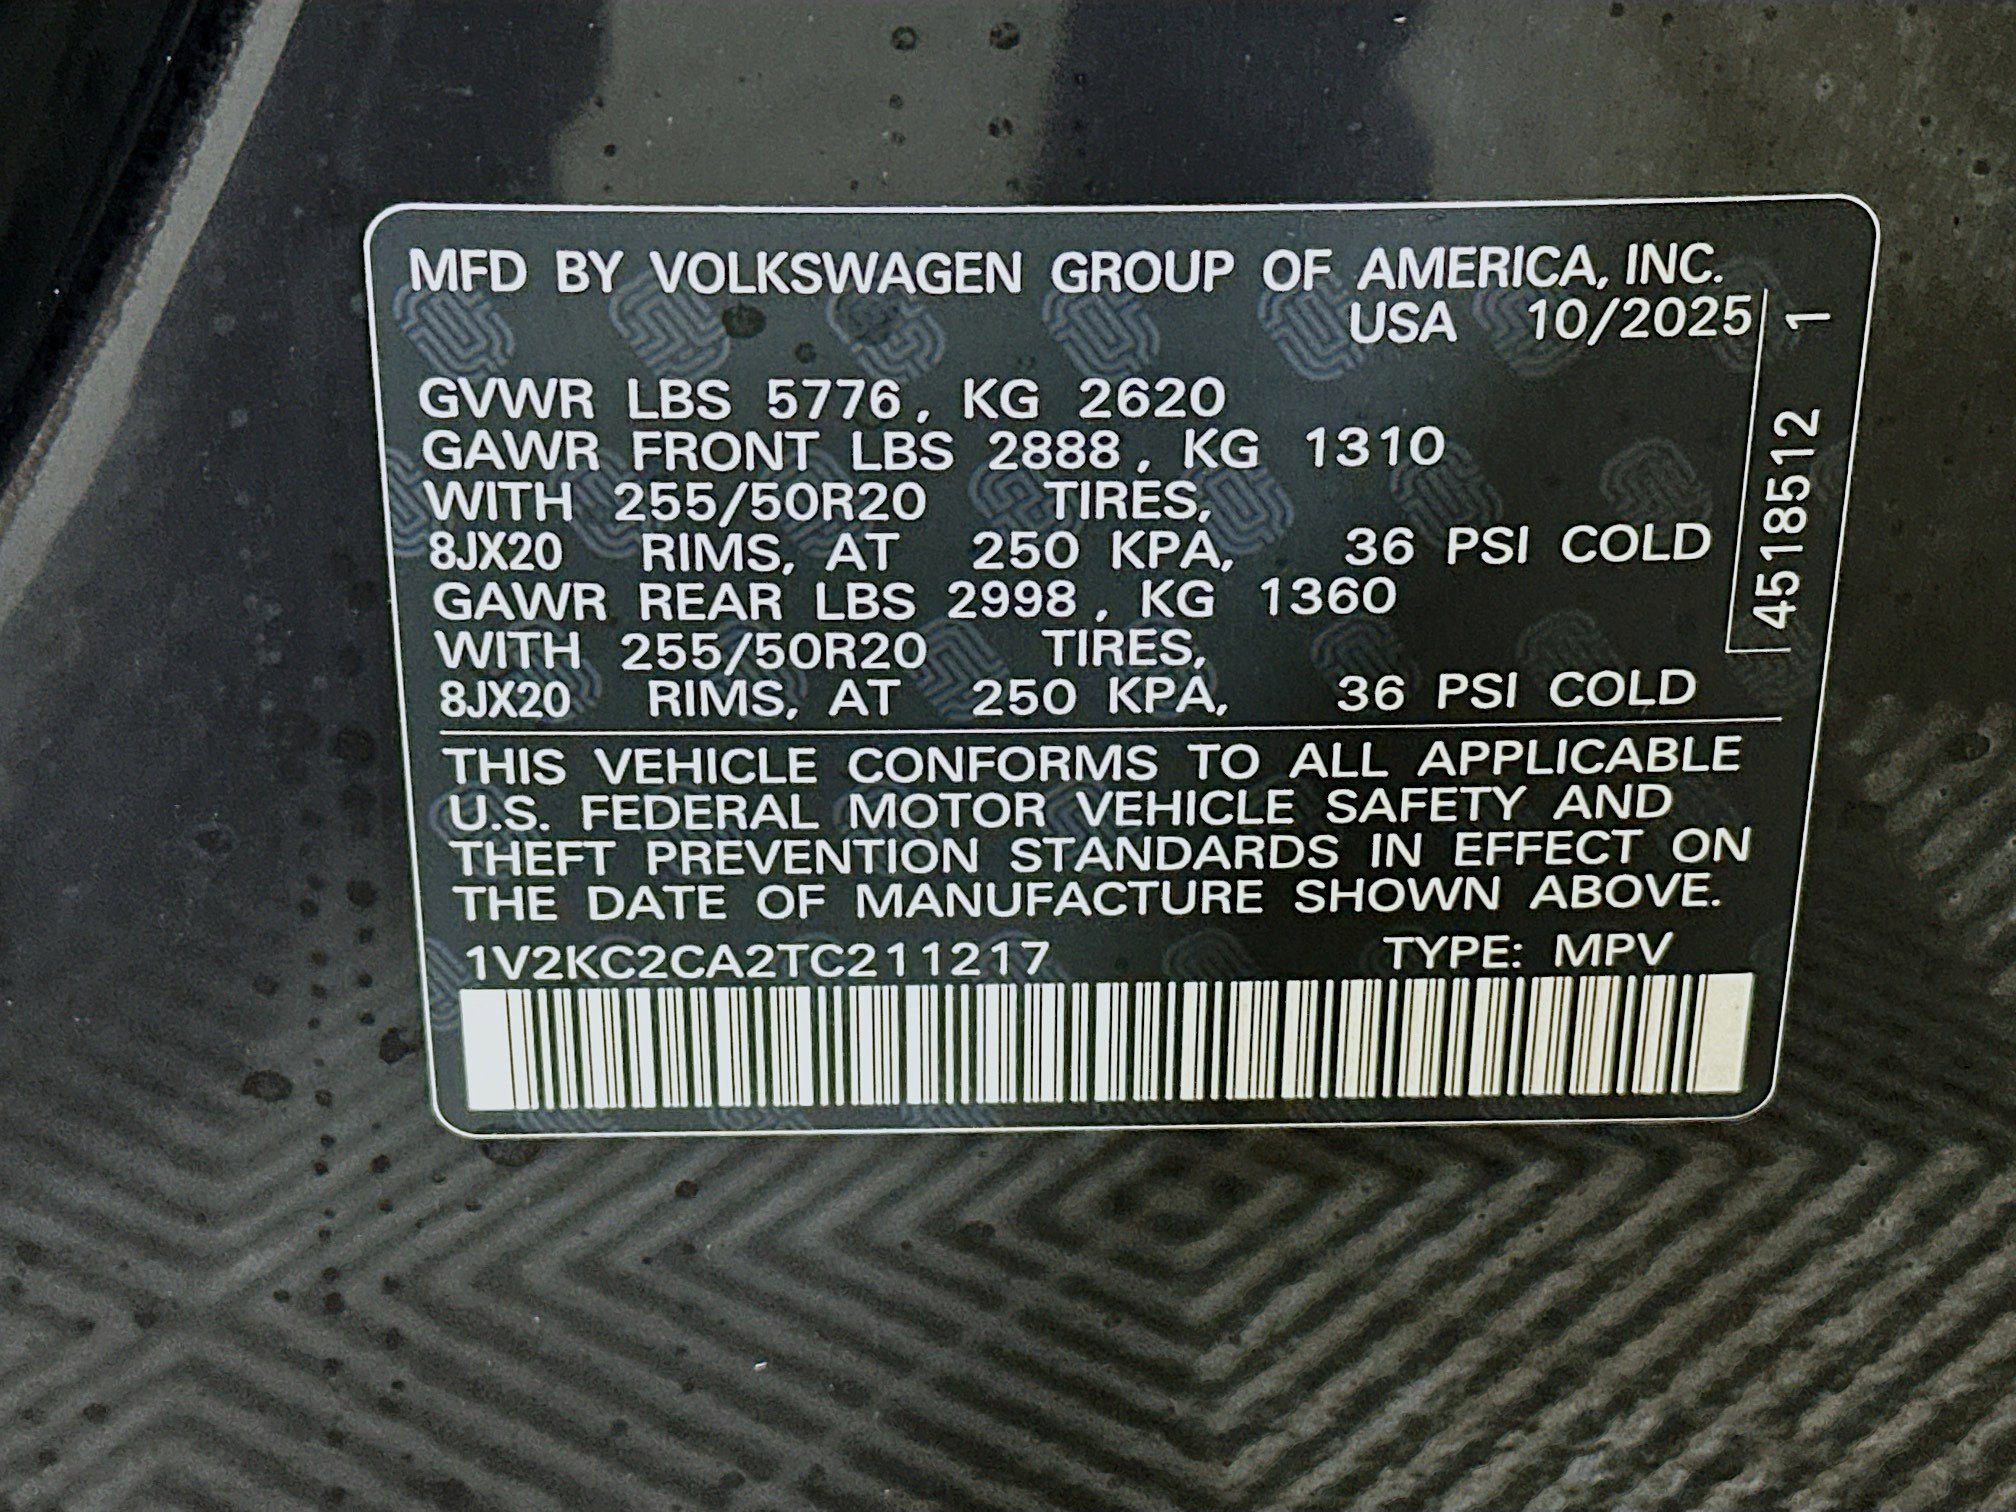 MFD BY VOLKSWAGEN GROUP OF AMERICA, INC.
USA 10/2025
GVWR LBS 5776, KG 2620
GAWR FRONT LBS 2888, KG 1310
WITH 255/50R20 TIRES,
8JX20 RIMS, AT 250 KPA, 36 PSI COLD
GAWR REAR LBS 2998, KG 1360
WITH 255/50R20 TIRES,
8JX20 RIMS, AT 250 KPA, 36 PSI COLD
4518512 1
THIS VEHICLE CONFORMS TO ALL APPLICABLE
U.S. FEDERAL MOTOR VEHICLE SAFETY AND
THEFT PREVENTION STANDARDS IN EFFECT ON
THE DATE OF MANUFACTURE SHOWN ABOVE.
1V2KC2CA2TC211217 TYPE: MPV